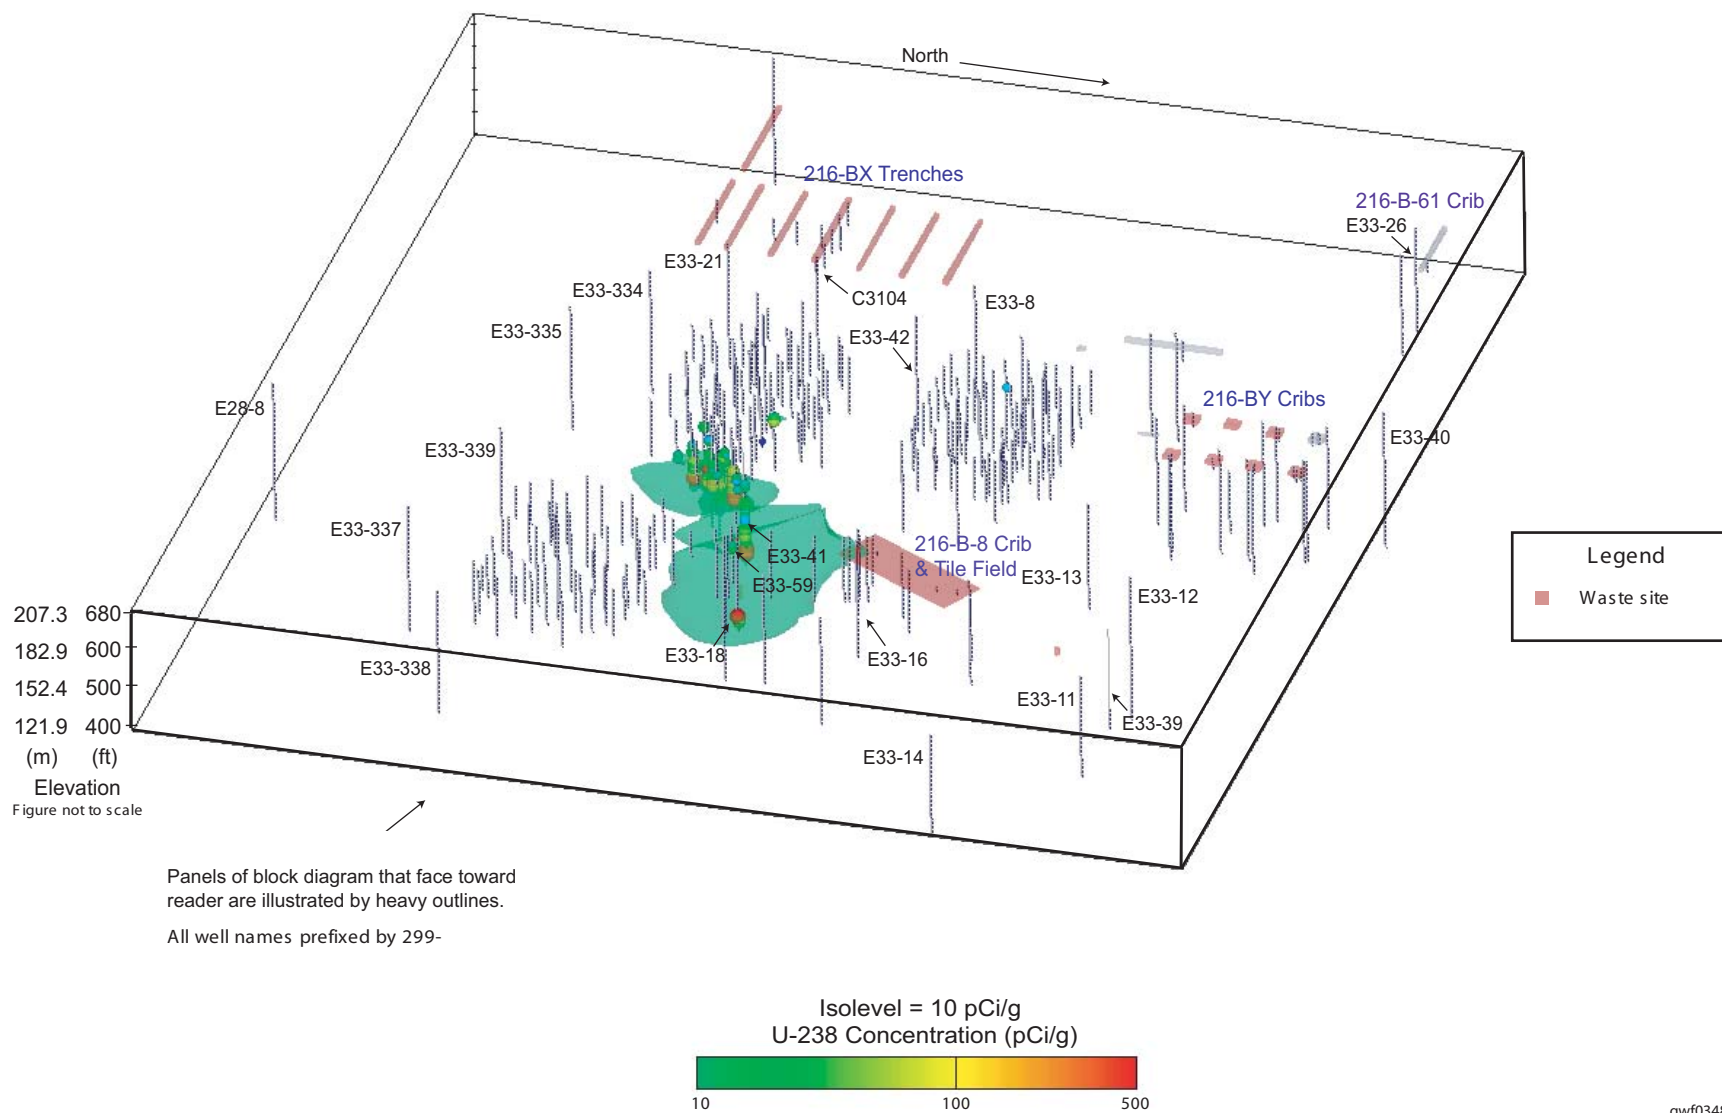 North
216-BX Trenches
216-B-61 Crib
E33-26
E33-21
E33-334
C3104
E33-8
E33-335
E33-42
E28-8
216-BY Cribs
E33-40
E33-339
E33-337
216-B-8 Crib
& Tile Field
E33-41
E33-59
E33-13
E33-12
Legend
Waste site
207.3 680
182.9 600
152.4 500
121.9 400
(m) (ft)
Elevation
Figure not to scale
E33-338
E33-18
E33-16
E33-11
E33-39
E33-14
Panels of block diagram that face toward
reader are illustrated by heavy outlines.
All well names prefixed by 299-
Isolevel = 10 pCi/g
U-238 Concentration (pCi/g)
10 100 500